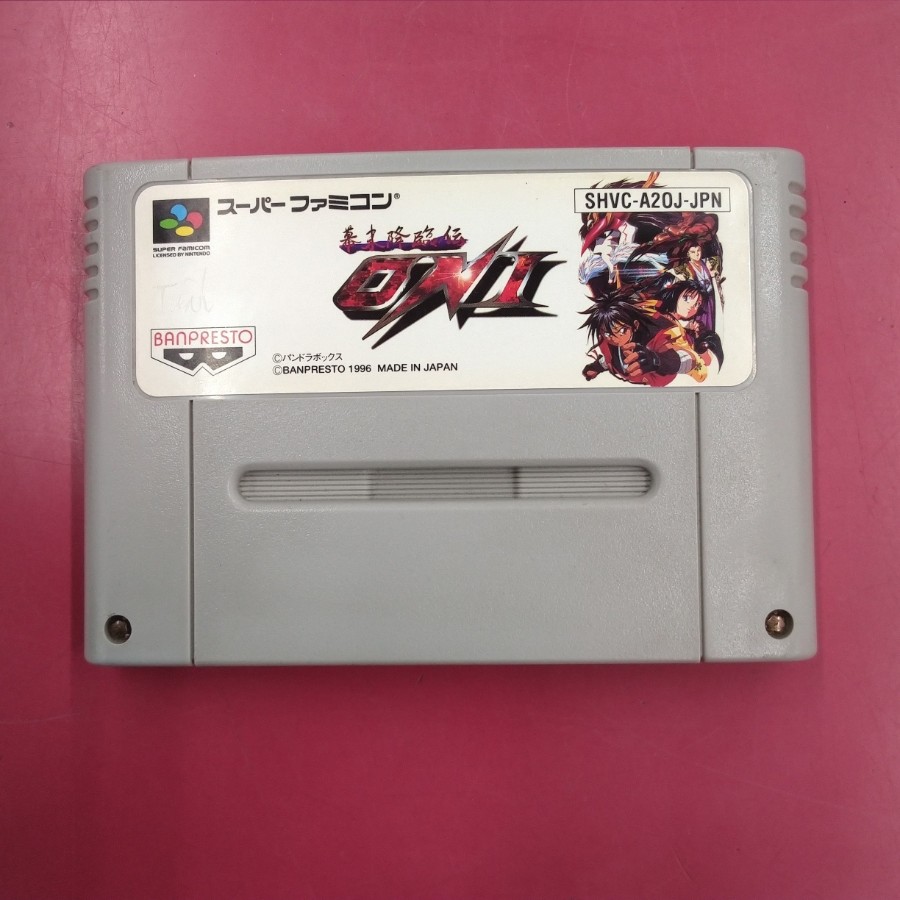 スーパーファミコン®
SHVC-A20J-JPN
SUPER FAMICOM
LICENSED BY NINTENDO
幕末降臨伝
ONI
BANPRESTO
©パンドラボックス
©BANPRESTO 1996 MADE IN JAPAN